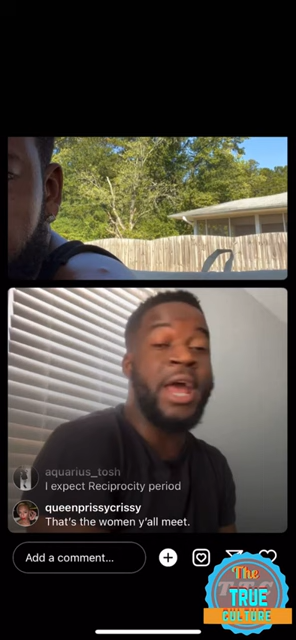 aquarius_tosh
I expect Reciprocity period
queenprissycrissy
That's the women y'all meet.
Add a comment...
The
TRUE
CULTURE